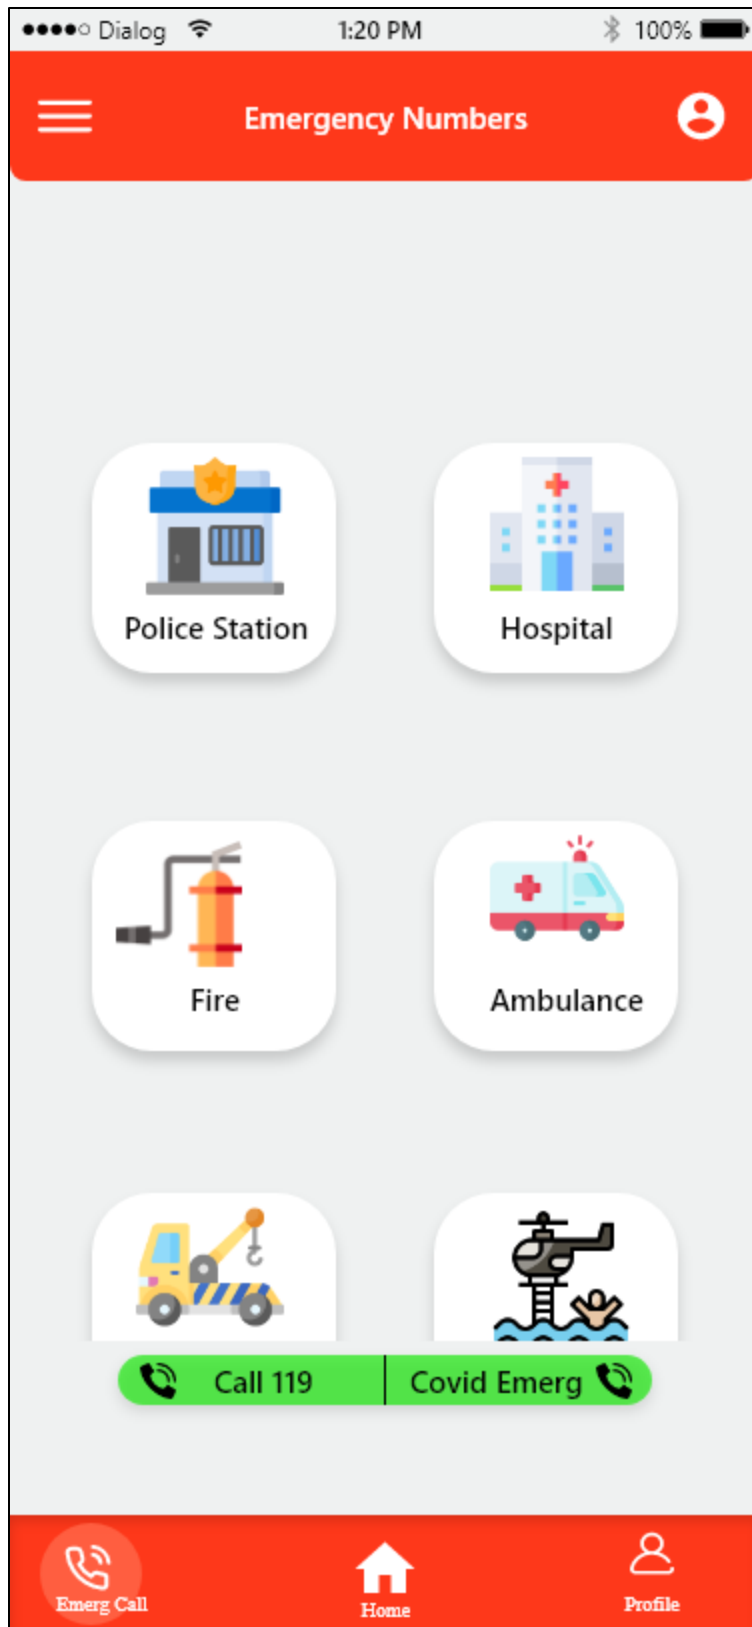 Dialog 1:20 PM 100%
Emergency Numbers
Police Station Hospital
Fire Ambulance
Call 119 Covid Emerg
Emerg Call Home Profile